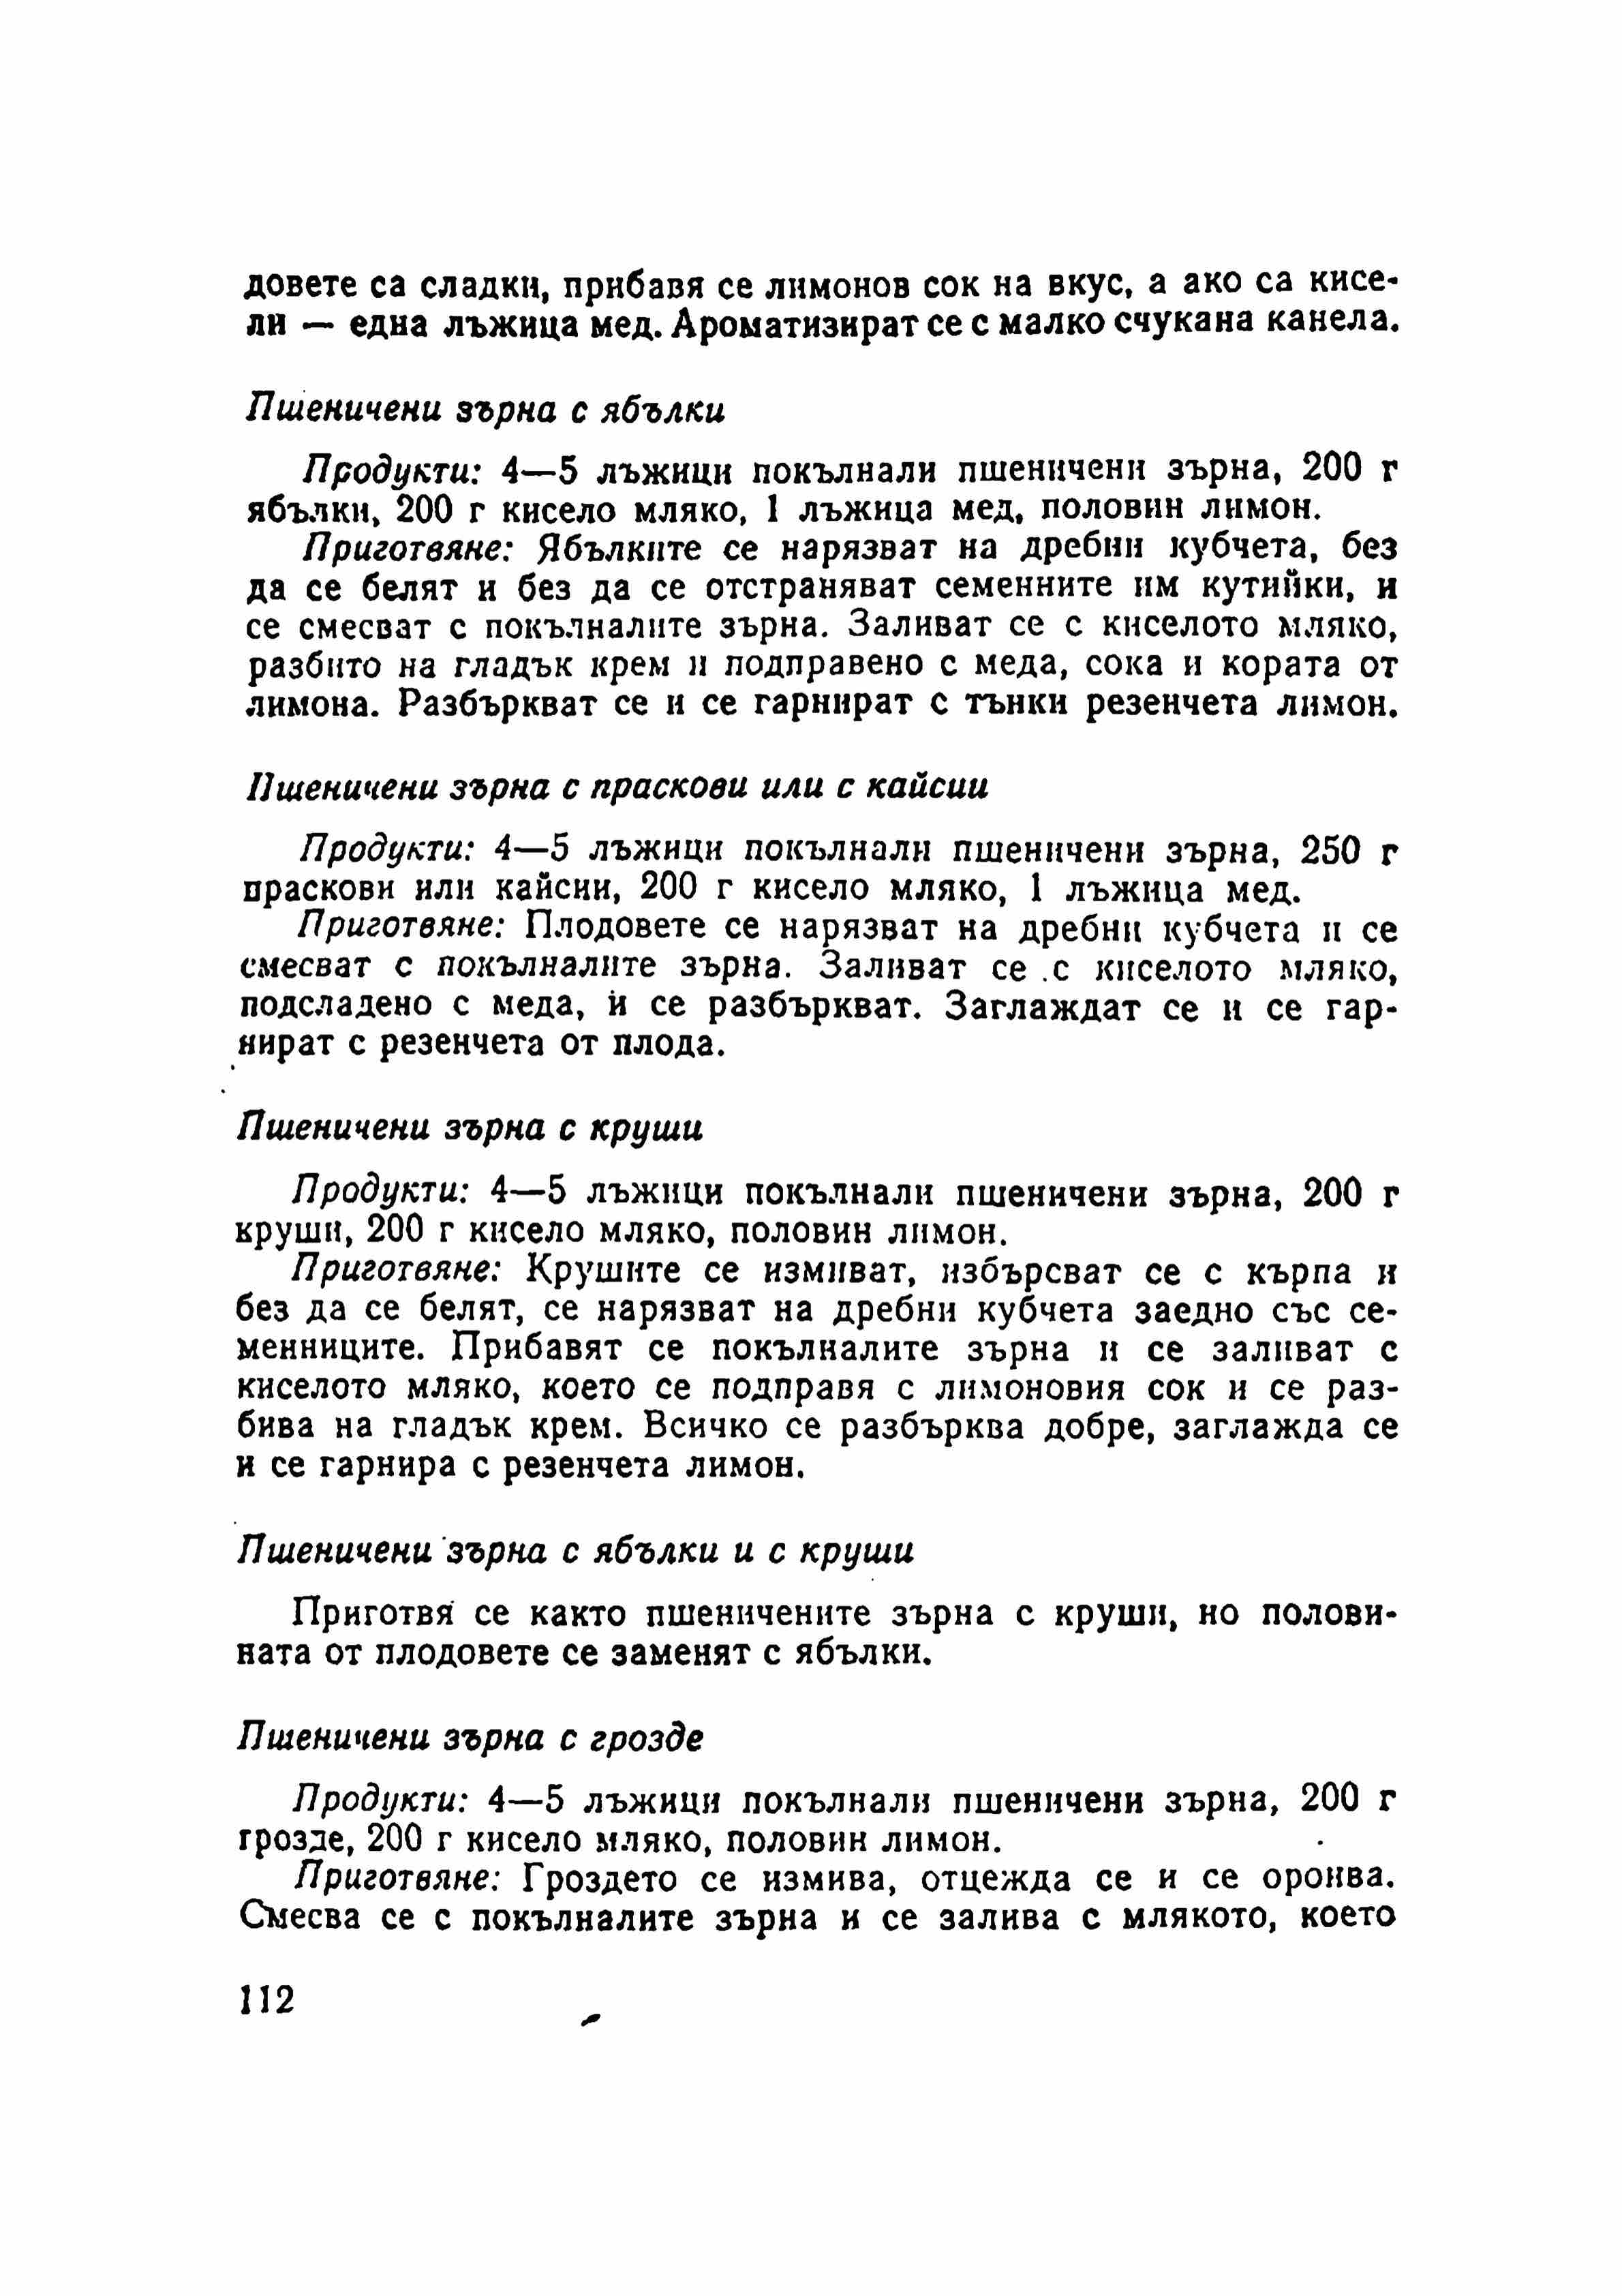 довете са сладки, прибавя се лимонов сок на вкус, а ако са кисе-
ли — една лъжица мед. Ароматизират се с малко счукана канела.
Пшеничени зърна с ябълки
Продукти: 4—5 лъжици покълнали пшеничени зърна, 200 г
ябълки, 200 г кисело мляко, 1 лъжица мед, половин лимон.
Приготвяне: Ябълките се нарязват на дребни кубчета, без
да се белят и без да се отстраняват семенните им кутийки, и
се смесват с покълналите зърна. Заливат се с киселото мляко,
разбито на гладък крем и подправено с меда, сока и кората от
лимона. Разбъркват се и се гарнират с тънки резенчета лимон.
Пшеничени зърна с праскови или с кайсии
Продукти: 4—5 лъжици покълнали пшеничени зърна, 250 г
праскови или кайсии, 200 г кисело мляко, 1 лъжица мед.
Приготвяне: Плодовете се нарязват на дребни кубчета и се
смесват с покълналите зърна. Заливат се с киселото мляко,
подсладено с меда, и се разбъркват. Заглаждат се и се гар-
нират с резенчета от плода.
Пшеничени зърна с круши
Продукти: 4—5 лъжици покълнали пшеничени зърна, 200 г
круши, 200 г кисело мляко, половин лимон.
Приготвяне: Крушите се измиват, избърсват се с кърпа и
без да се белят, се нарязват на дребни кубчета заедно със се-
менниците. Прибавят се покълналите зърна и се заливат с
киселото мляко, което се подправя с лимоновия сок и се раз-
бива на гладък крем. Всичко се разбърква добре, заглажда се
и се гарнира с резенчета лимон.
Пшеничени зърна с ябълки и с круши
Приготвя се както пшеничените зърна с круши, но полови-
ната от плодовете се заменят с ябълки.
Пшеничени зърна с грозде
Продукти: 4—5 лъжици покълнали пшеничени зърна, 200 г
грозде, 200 г кисело мляко, половин лимон.
Приготвяне: Гроздето се измива, отцежда се и се оронва.
Смесва се с покълналите зърна и се залива с млякото, което
112